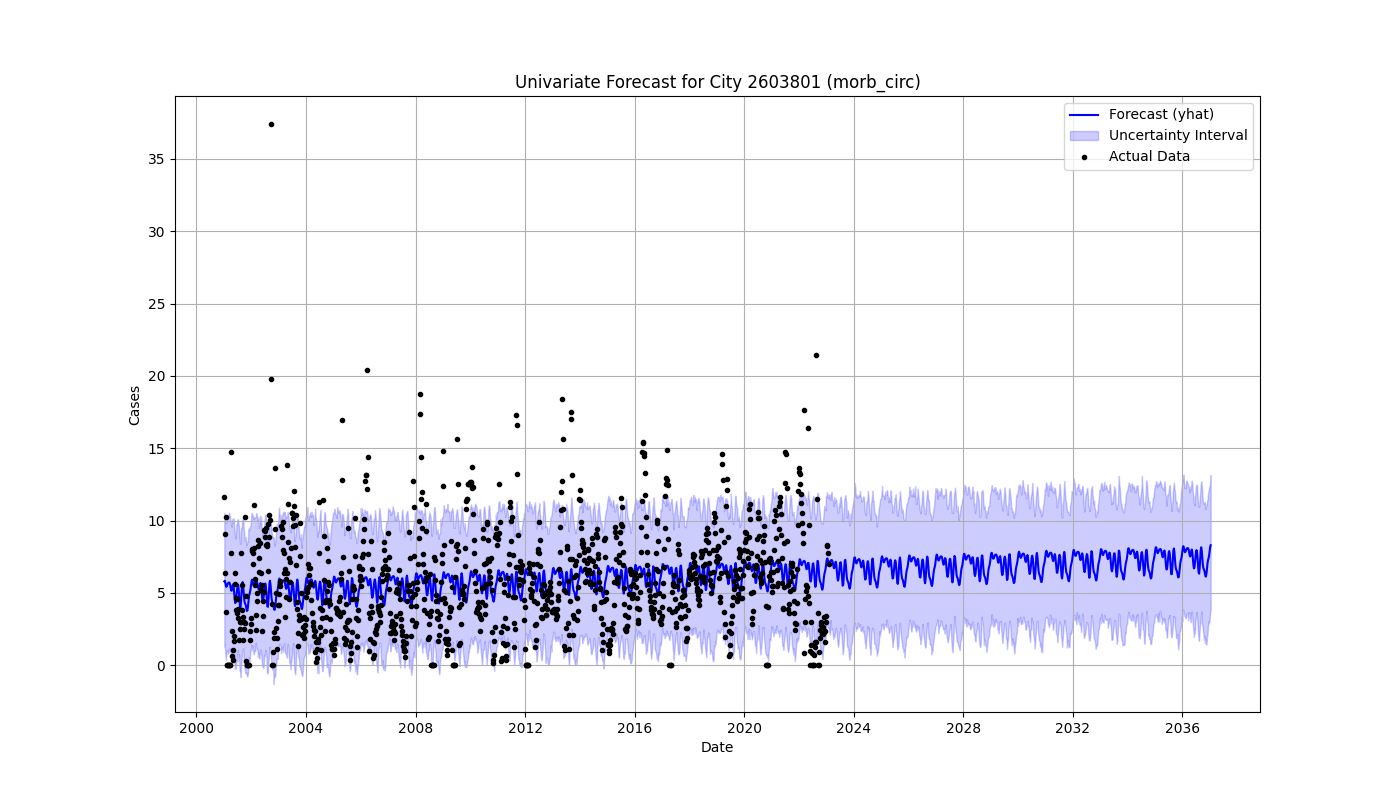 Univariate Forecast for City 2603801 (morb_circ)
Forecast (yhat)
Uncertainty Interval
Actual Data
Cases
35
30
25
20
15
10
5
0
2000 2004 2008 2012 2016 2020 2024 2028 2032 2036
Date